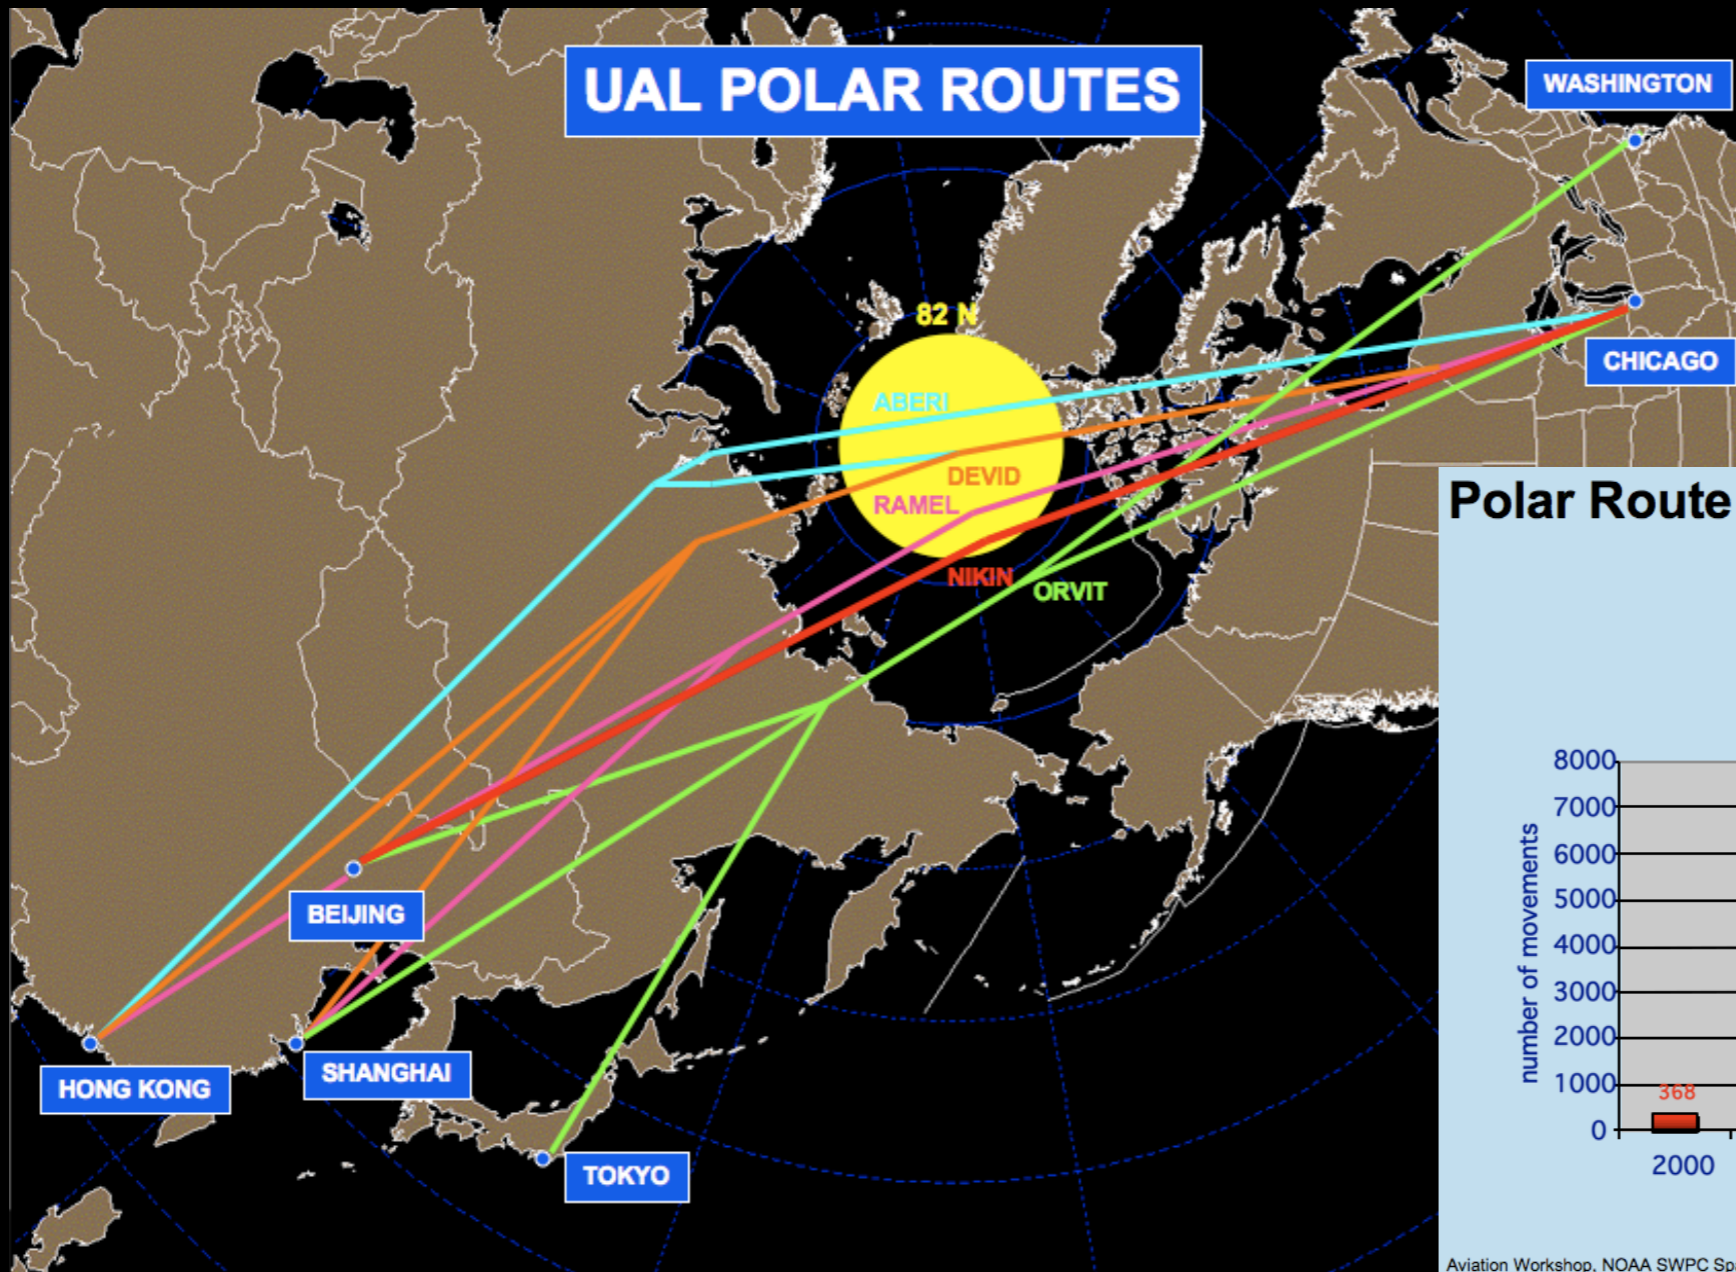 UAL POLAR ROUTES
WASHINGTON
82 N
CHICAGO
ABERI
DEVID
RAMEL
NIKIN
ORVIT
BEIJING
HONG KONG
SHANGHAI
TOKYO
Polar Route
number of movements
8000
7000
6000
5000
4000
3000
2000
1000
0
368
2000
Aviation Workshop, NOAA SWPC Sp